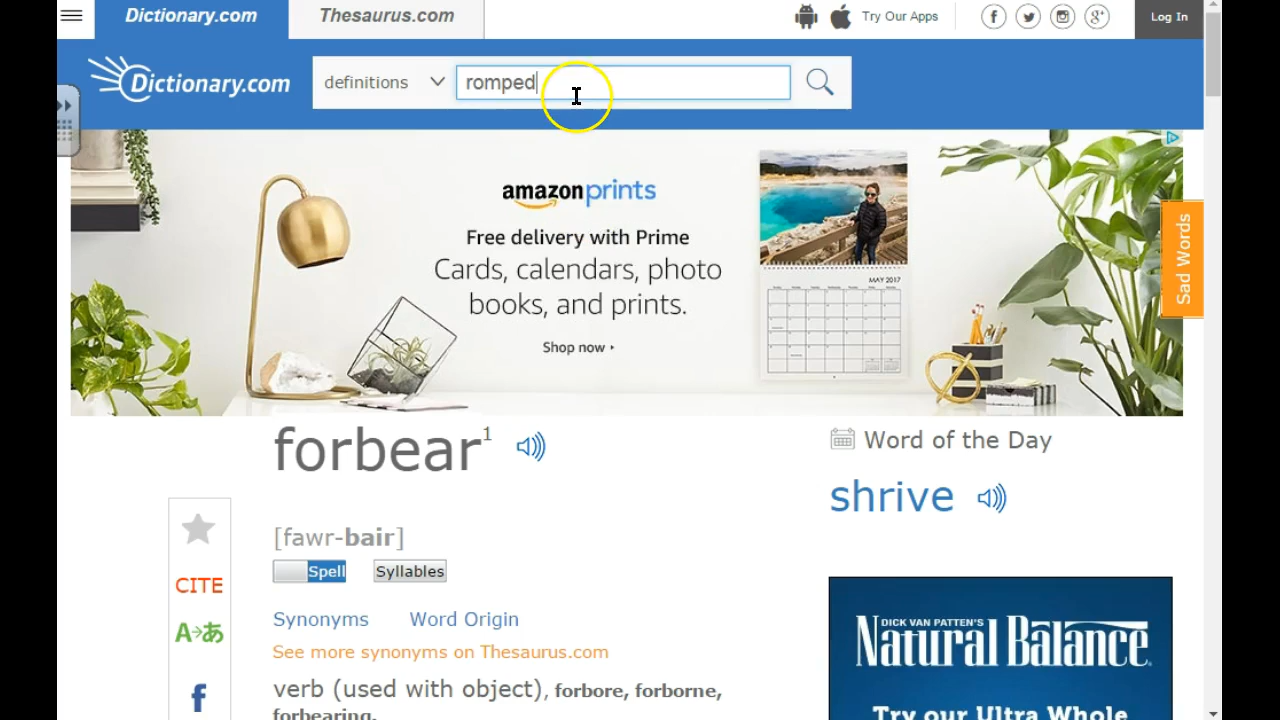 Dictionary.com
Thesaurus.com
Try Our Apps
Log In
Dictionary.com
definitions
romped
amazonprints
Free delivery with Prime
Cards, calendars, photo
books, and prints.
Shop now
MAY 2017
Sad Words
forbear1
Word of the Day
shrive
[fawr-bair]
Spell
Syllables
CITE
A→あ
Synonyms
Word Origin
See more synonyms on Thesaurus.com
verb (used with object), forbore, forborne,
forbearing.
DICK VAN PATTEN'S
Natural Balance
Try our Ultra Whole